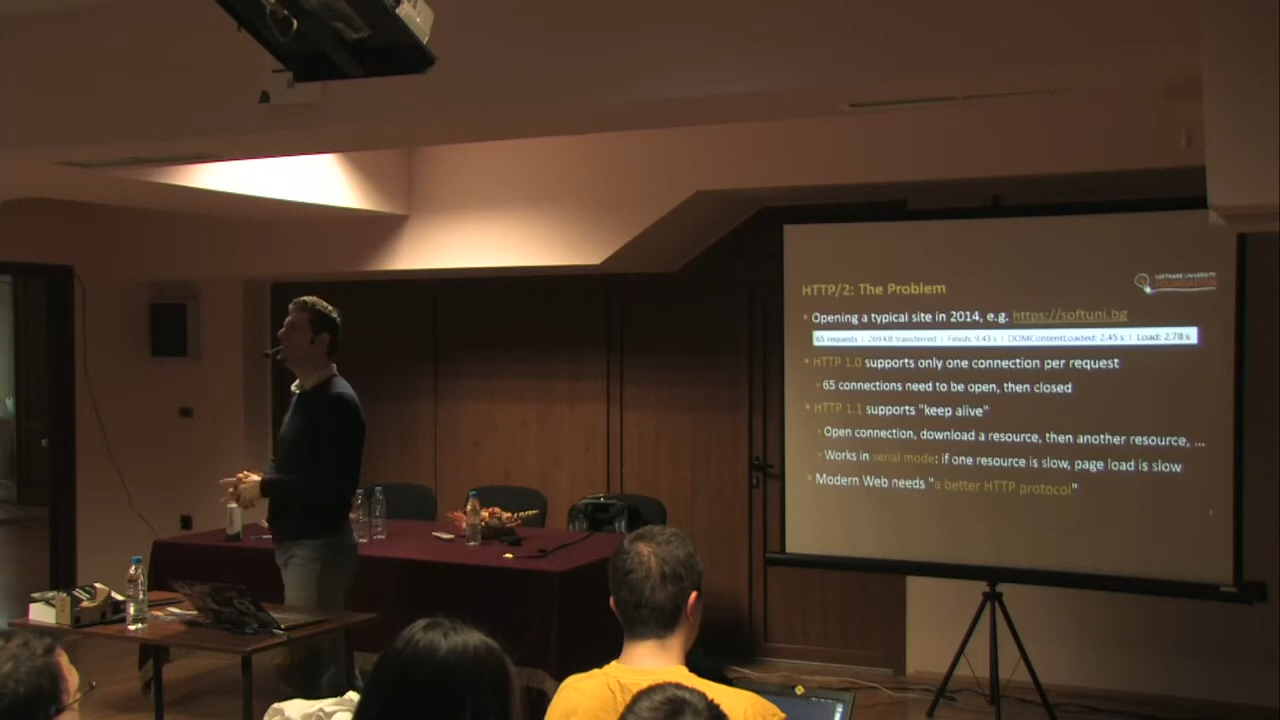 HTTP/2: The Problem
SOFTWARE UNIVERSITY
FOUNDATION
Opening a typical site in 2014, e.g. https://softuni.bg
65 requests | 269 KB transferred | Finish: 9.43 s | DOMContentLoaded: 2.45 s | Load: 2.78 s
HTTP 1.0 supports only one connection per request
65 connections need to be open, then closed
HTTP 1.1 supports "keep alive"
Open connection, download a resource, then another resource, ...
Works in serial mode: if one resource is slow, page load is slow
Modern Web needs "a better HTTP protocol"